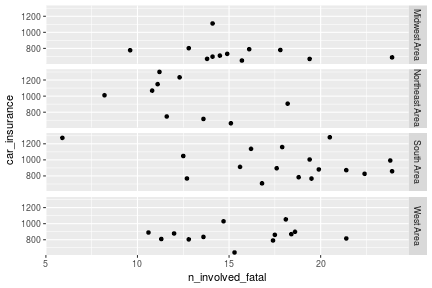 1200
1000
800
Midwest Area
1200
1000
800
Northeast Area
1200
1000
800
South Area
1200
1000
800
West Area
car_insurance
5
10
15
20
n_involved_fatal